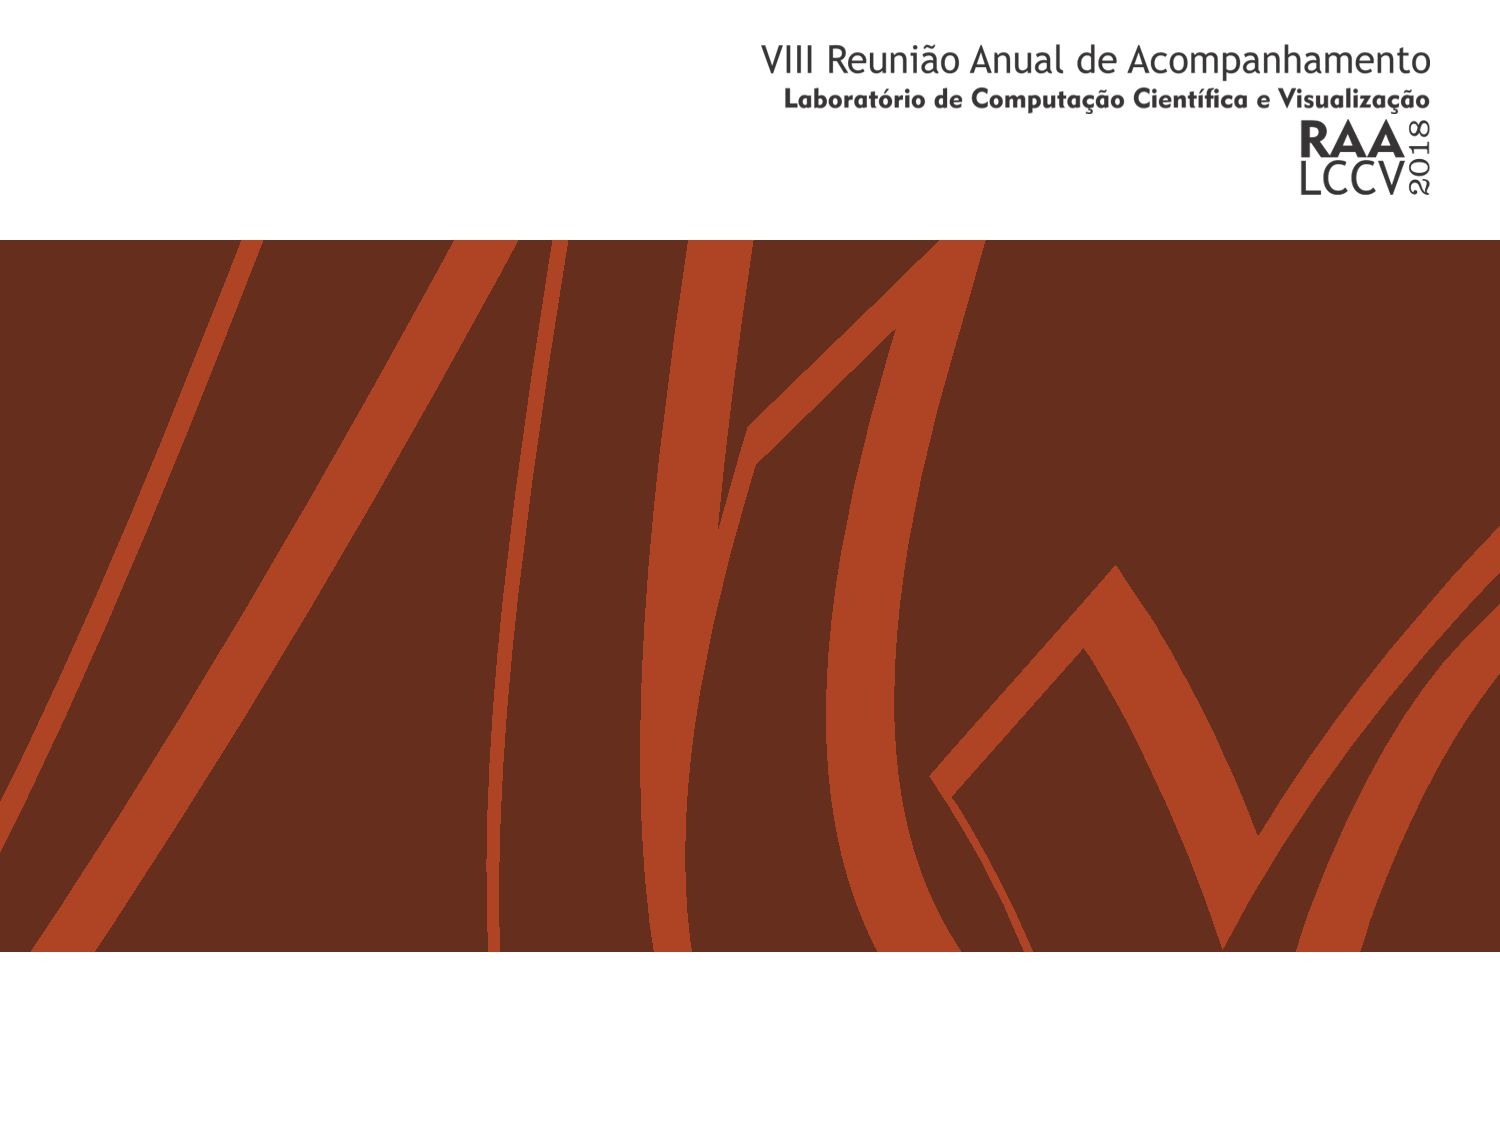 VIII Reunião Anual de Acompanhamento
Laboratório de Computação Científica e Visualização
RAA
LCCV
2018